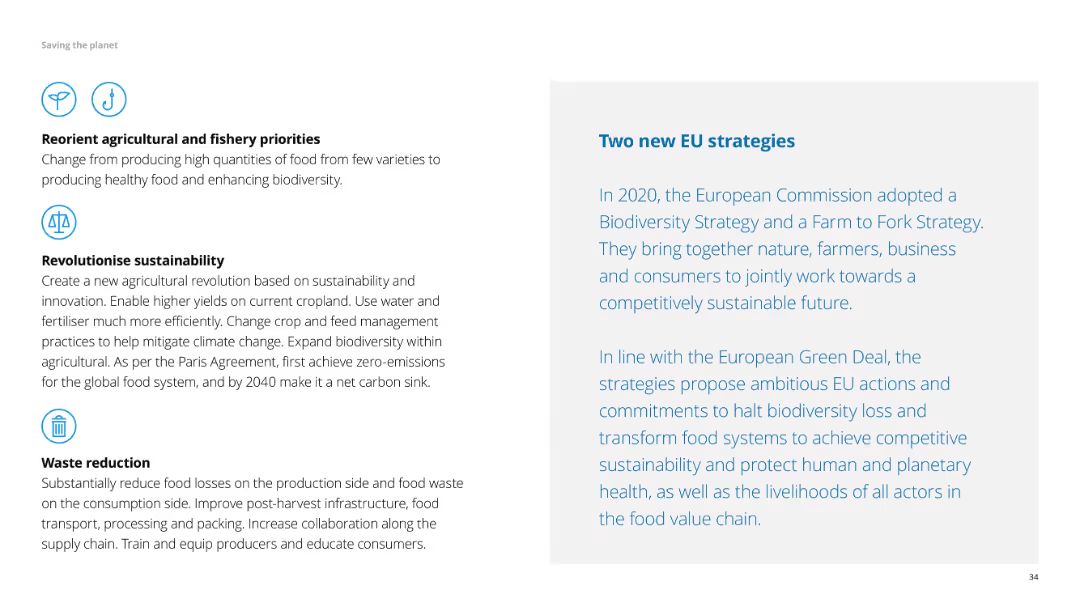 Saving the planet
Reorient agricultural and fishery priorities
Change from producing high quantities of food from few varieties to
producing healthy food and enhancing biodiversity.
Revolutionise sustainability
Create a new agricultural revolution based on sustainability and
innovation. Enable higher yields on current cropland. Use water and
fertiliser much more efficiently. Change crop and feed management
practices to help mitigate climate change. Expand biodiversity within
agricultural. As per the Paris Agreement, first achieve zero-emissions
for the global food system, and by 2040 make it a net carbon sink.
Waste reduction
Substantially reduce food losses on the production side and food waste
on the consumption side. Improve post-harvest infrastructure, food
transport, processing and packing. Increase collaboration along the
supply chain. Train and equip producers and educate consumers.
Two new EU strategies
In 2020, the European Commission adopted a
Biodiversity Strategy and a Farm to Fork Strategy.
They bring together nature, farmers, business
and consumers to jointly work towards a
competitively sustainable future.
In line with the European Green Deal, the
strategies propose ambitious EU actions and
commitments to halt biodiversity loss and
transform food systems to achieve competitive
sustainability and protect human and planetary
health, as well as the livelihoods of all actors in
the food value chain.
34